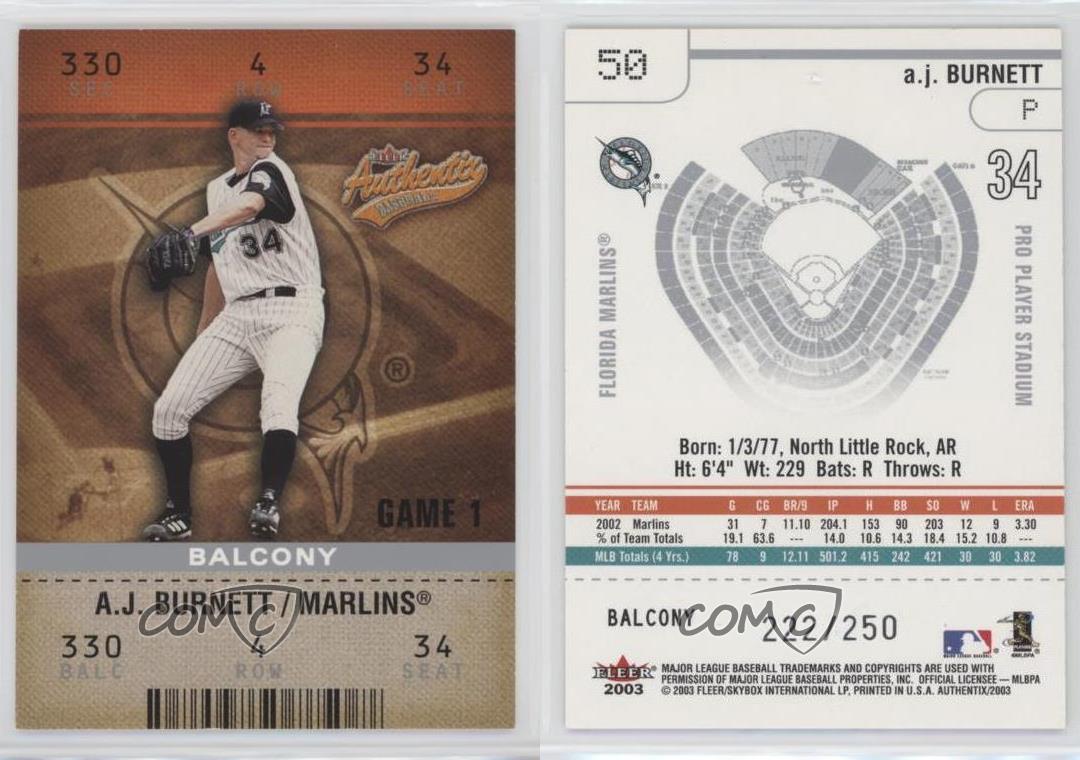 330 4 34
SEC ROW SEAT
FLEER
Authentix
BASEBALL
34
®
GAME 1
BALCONY
A.J. BURNETT / MARLINS®
330 4 34
BALC ROW SEAT
COMC
50
a.j. BURNETT
P
34
FLORIDA MARLINS®
PRO PLAYER STADIUM
Born: 1/3/77, North Little Rock, AR
Ht: 6'4" Wt: 229 Bats: R Throws: R
YEAR TEAM G CG BR/9 IP H BB SO W L ERA
2002 Marlins 31 7 11.10 204.1 153 90 203 12 9 3.30
% of Team Totals 19.1 63.6 --- 14.0 10.6 14.3 18.4 15.2 10.8 ---
MLB Totals (4 Yrs.) 78 9 12.11 501.2 415 242 421 30 30 3.82
BALCONY 222/250
COMC
FLEER®
2003
MAJOR LEAGUE BASEBALL TRADEMARKS AND COPYRIGHTS ARE USED WITH
PERMISSION OF MAJOR LEAGUE BASEBALL PROPERTIES, INC. OFFICIAL LICENSEE — MLBPA
© 2003 FLEER/SKYBOX INTERNATIONAL LP, PRINTED IN U.S.A. AUTHENTIX/2003